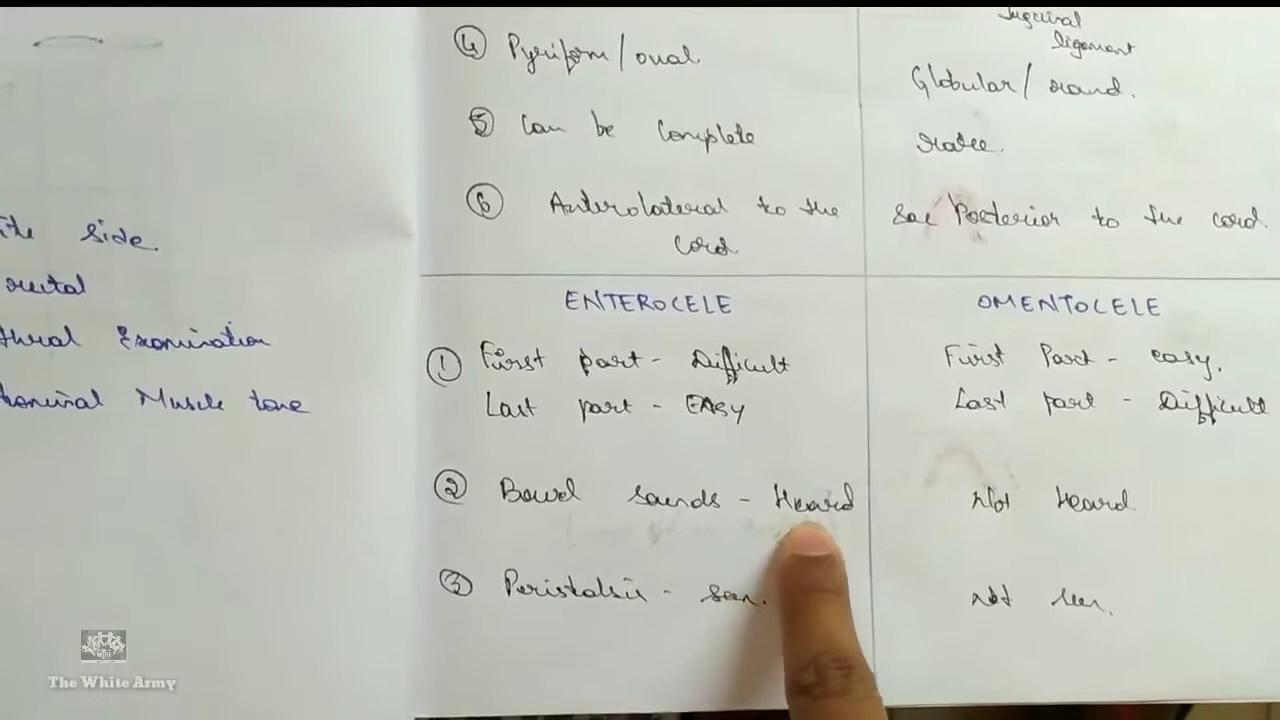 ite side.
rectal
thral Examination
dominal Muscle tone
Inguinal
ligament
④ Pyriform/oval.
Globular/round.
⑤ Can be Complete
rare.
⑥ Anterolateral to the
cord.
Sac Posterior to the cord.
ENTEROCELE
OMENTOCELE
① First part - Difficult
Last part - EASY
First Part - easy.
Last part - Difficult
② Bowel sounds - Heard
Not Heard.
③ Peristalsis - seen.
Not seen.
The White Army